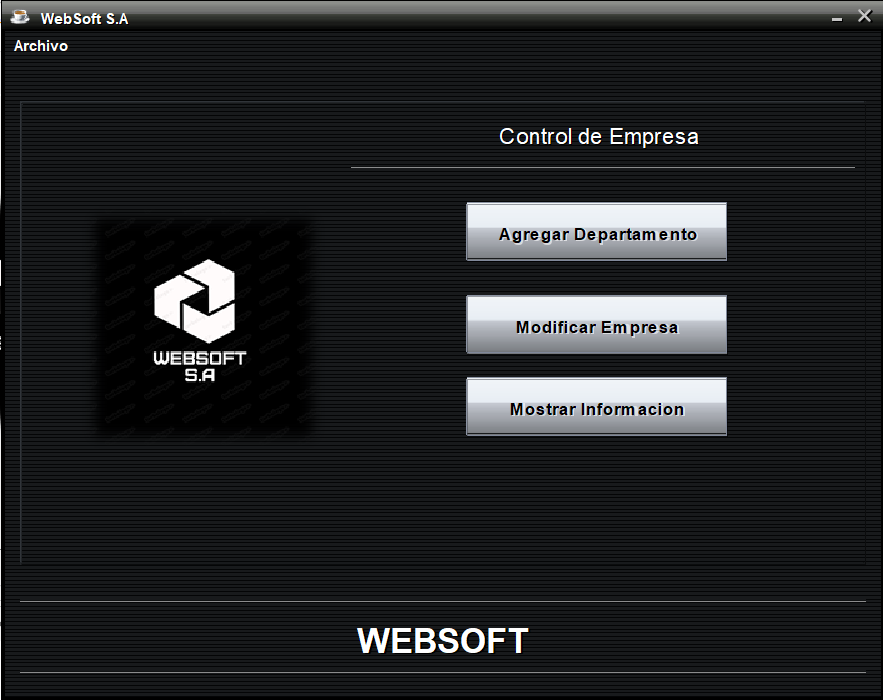 WebSoft S.A
Archivo
Control de Empresa
Agregar Departamento
Modificar Empresa
Mostrar Informacion
WEBSOFT
S.A
WEBSOFT